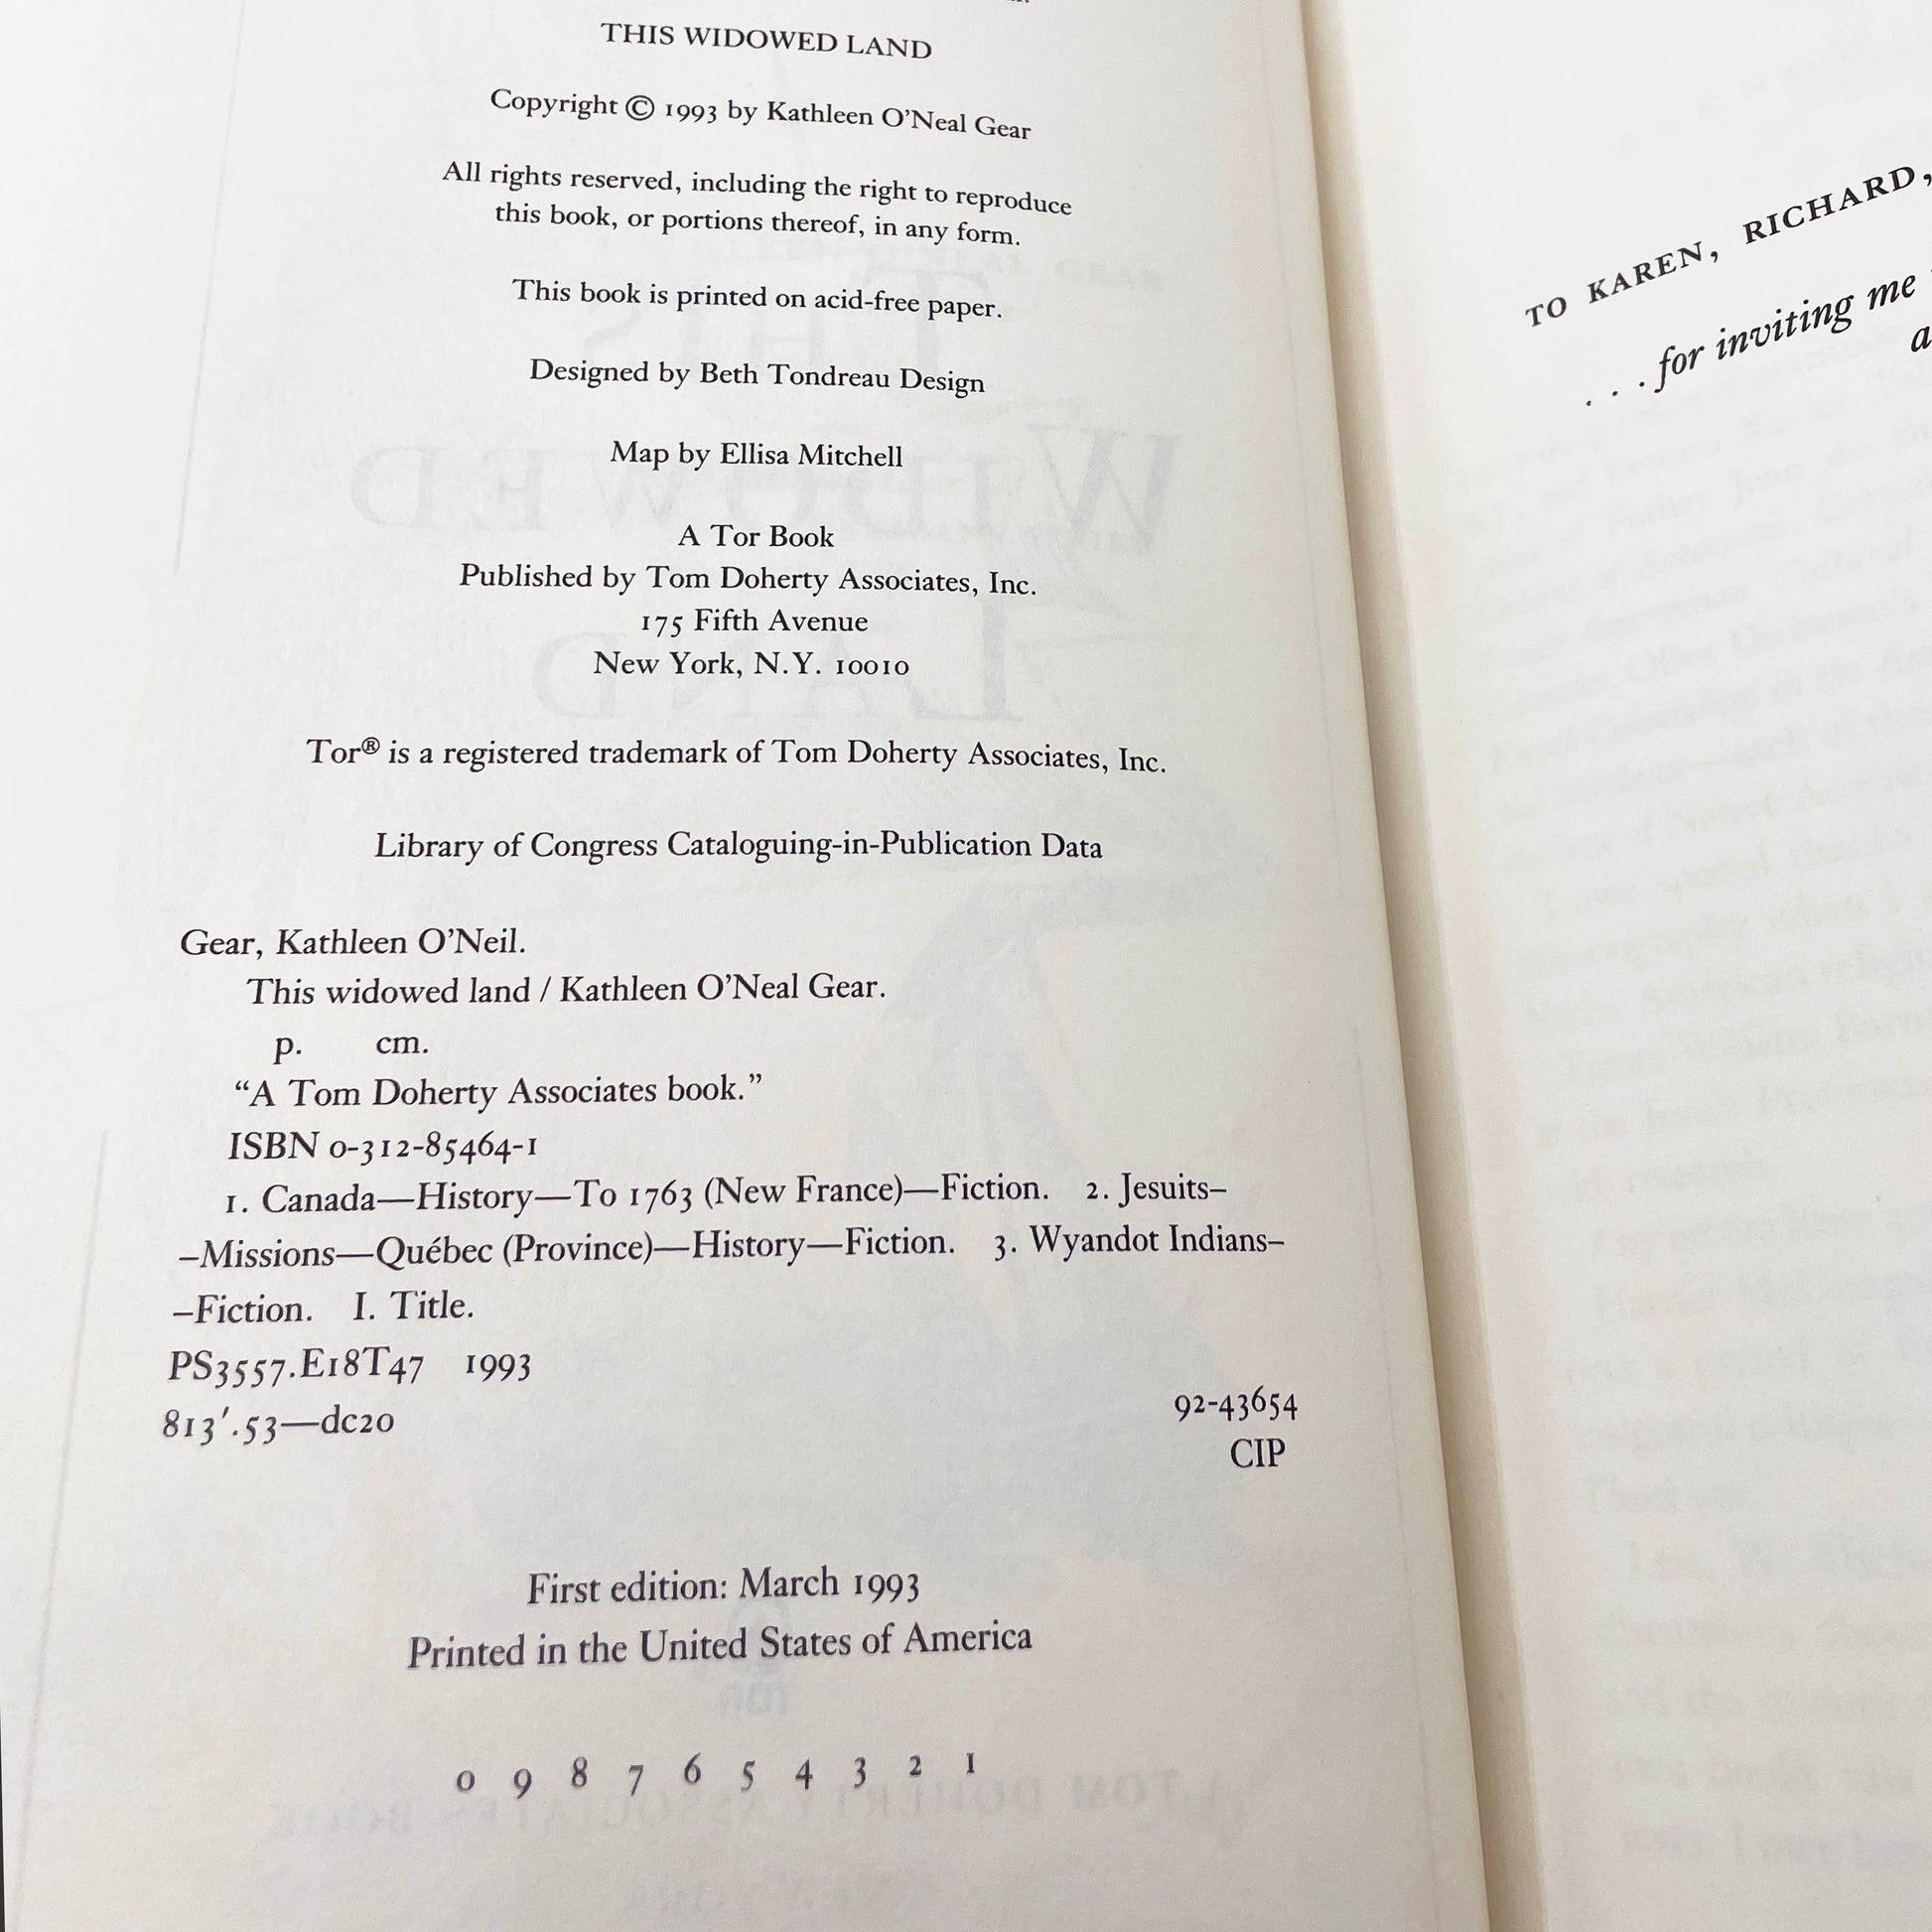 THIS WIDOWED LAND
Copyright © 1993 by Kathleen O'Neal Gear
All rights reserved, including the right to reproduce
this book, or portions thereof, in any form.
This book is printed on acid-free paper.
Designed by Beth Tondreau Design
Map by Ellisa Mitchell
A Tor Book
Published by Tom Doherty Associates, Inc.
175 Fifth Avenue
New York, N.Y. 10010
Tor® is a registered trademark of Tom Doherty Associates, Inc.
Library of Congress Cataloguing-in-Publication Data
Gear, Kathleen O'Neil.
This widowed land / Kathleen O'Neal Gear.
p. cm.
“A Tom Doherty Associates book.”
ISBN 0-312-85464-1
1. Canada—History—To 1763 (New France)—Fiction. 2. Jesuits–
–Missions—Québec (Province)—History—Fiction. 3. Wyandot Indians–
–Fiction. I. Title.
PS3557.E18T47 1993
813′.53—dc20
92-43654
CIP
First edition: March 1993
Printed in the United States of America
0 9 8 7 6 5 4 3 2 1
TO KAREN, RICHARD,
. . . for inviting me
a